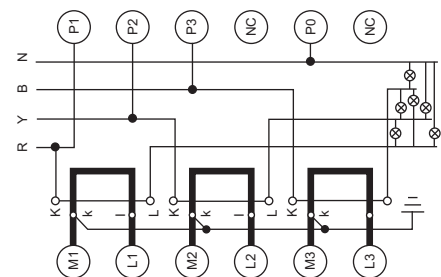 P1 P2 P3 NC P0 NC
N
B
Y
R
K L K L K
k l k l k l
M1 L1 M2 L2 M3 L3